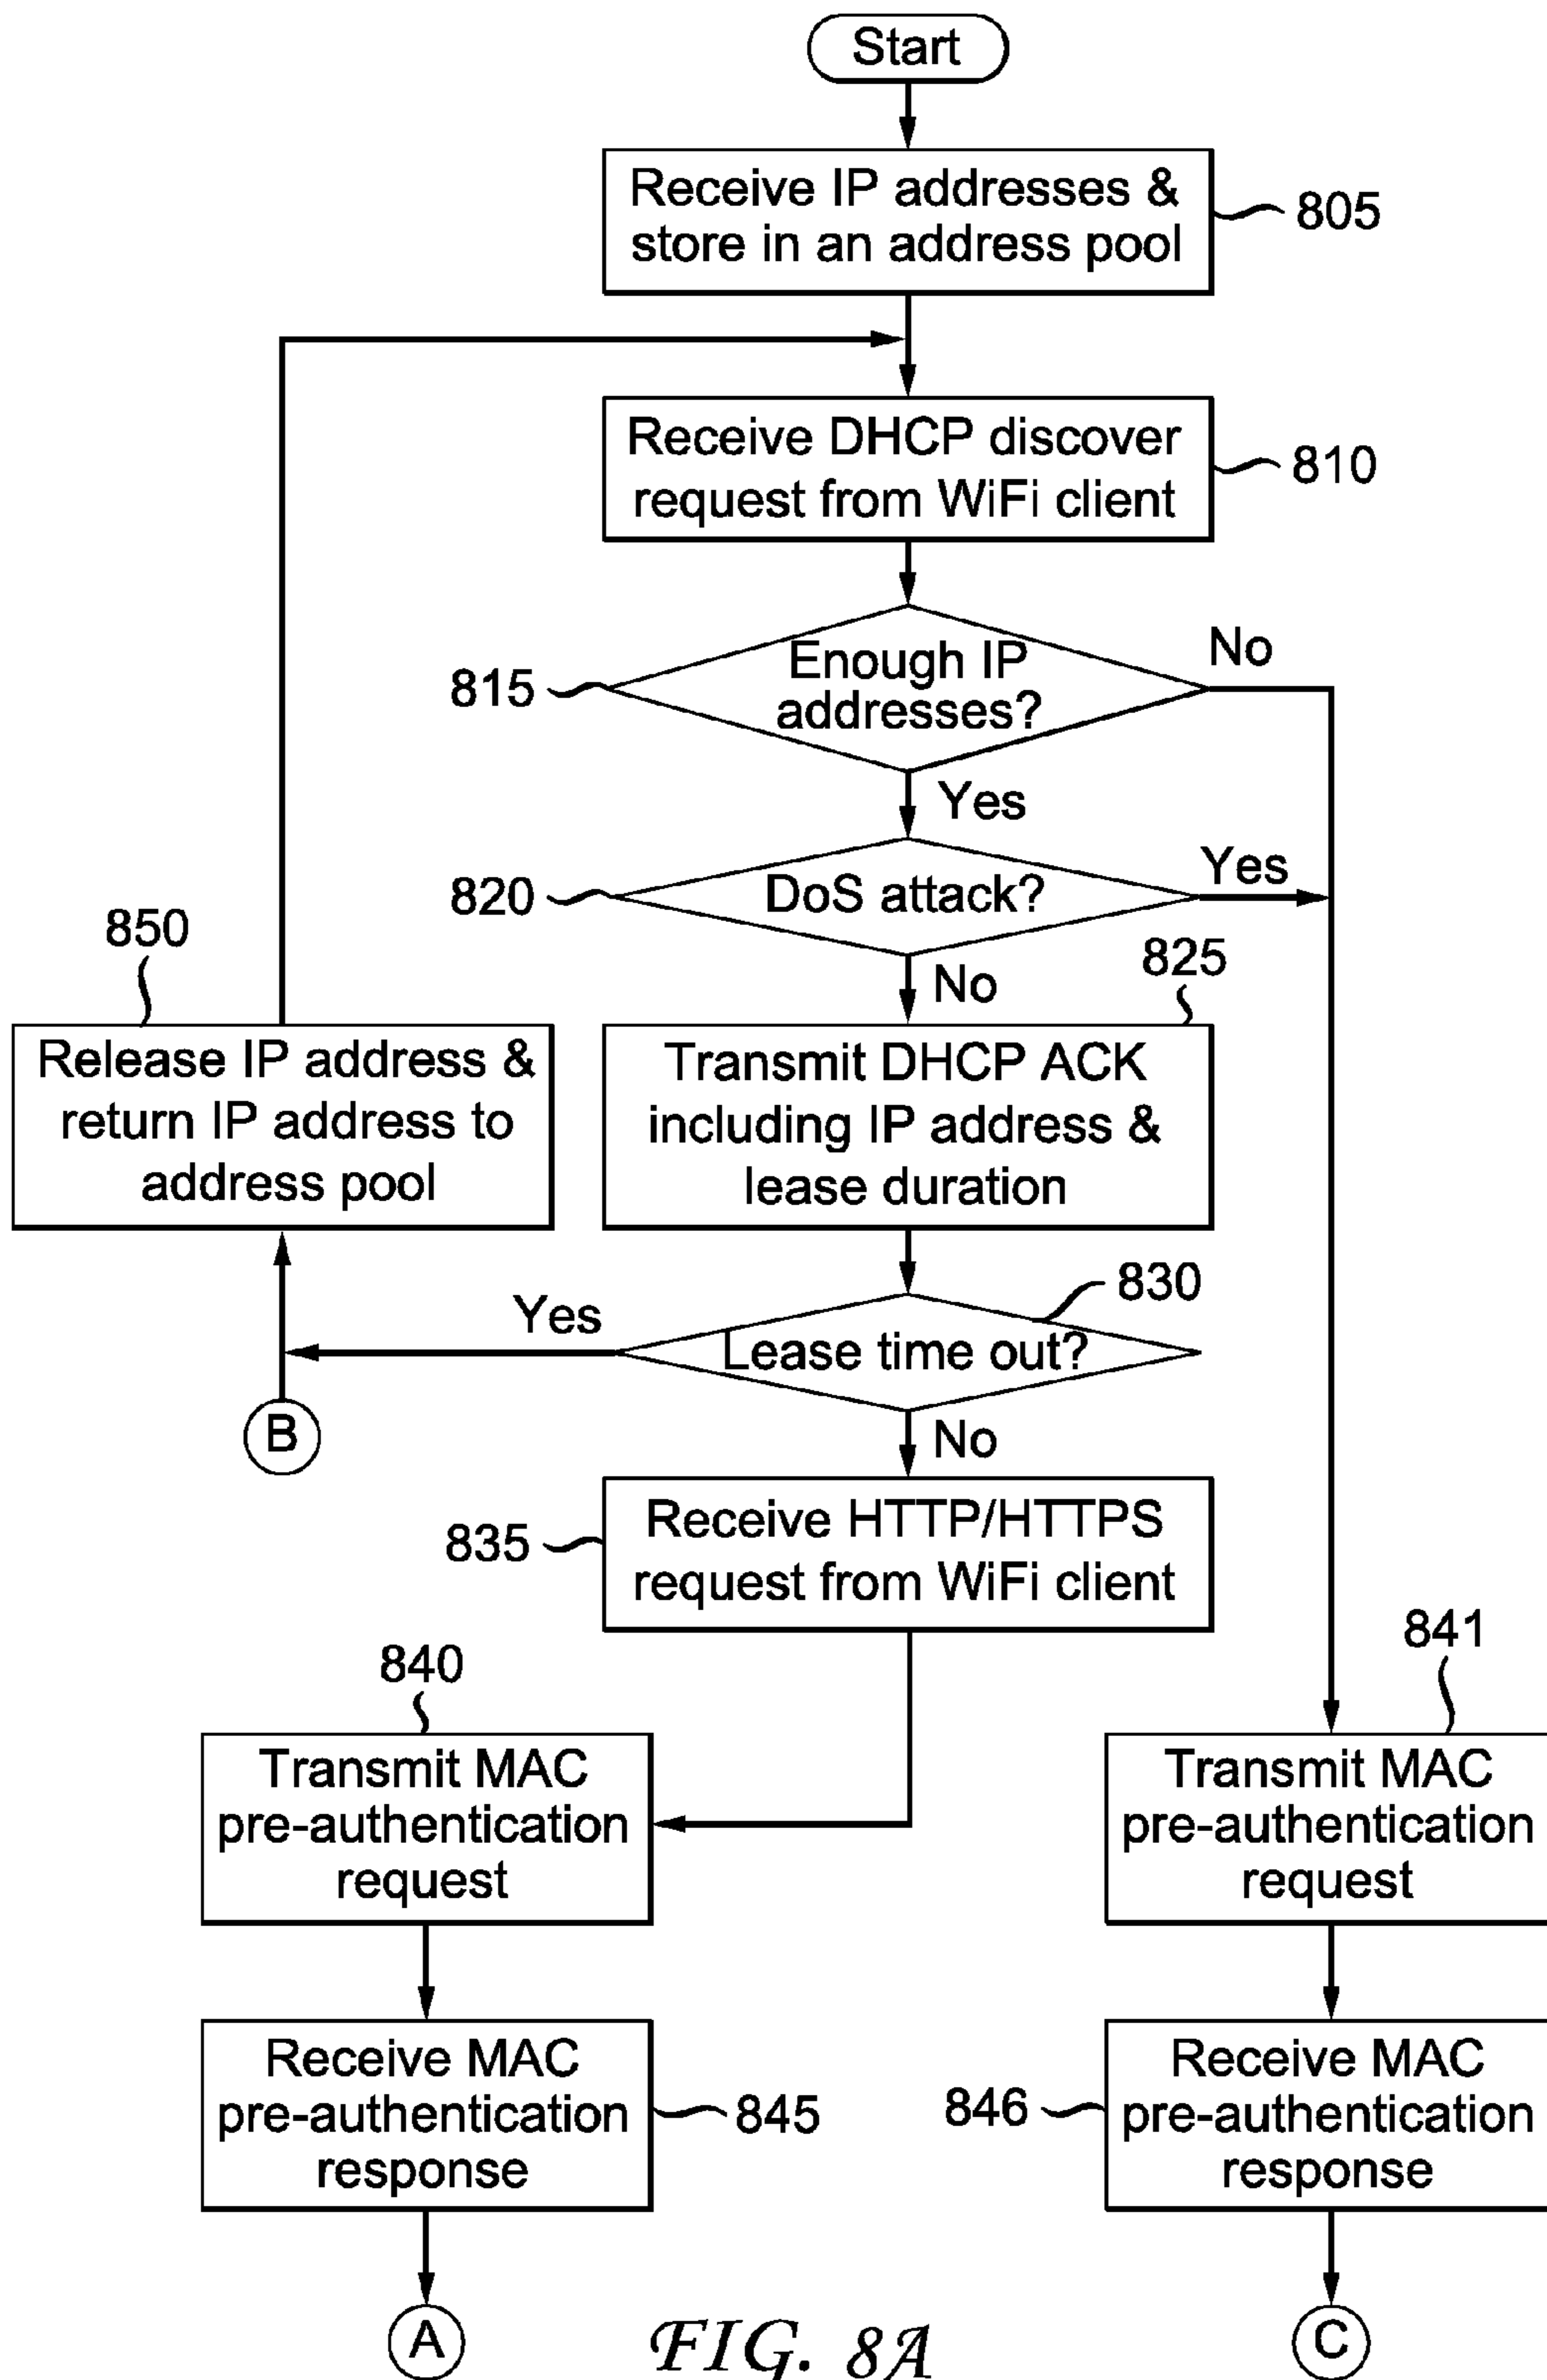 Start
Receive IP addresses &
store in an address pool
805
Receive DHCP discover
request from WiFi client
810
Enough IP
addresses?
815
No
Yes
DoS attack?
820
Yes
No
850
Release IP address &
return IP address to
address pool
825
Transmit DHCP ACK
including IP address &
lease duration
830
Lease time out?
Yes
B
No
Receive HTTP/HTTPS
request from WiFi client
835
840
Transmit MAC
pre-authentication
request
841
Transmit MAC
pre-authentication
request
Receive MAC
pre-authentication
response
845
846
Receive MAC
pre-authentication
response
A
C
FIG. 8A